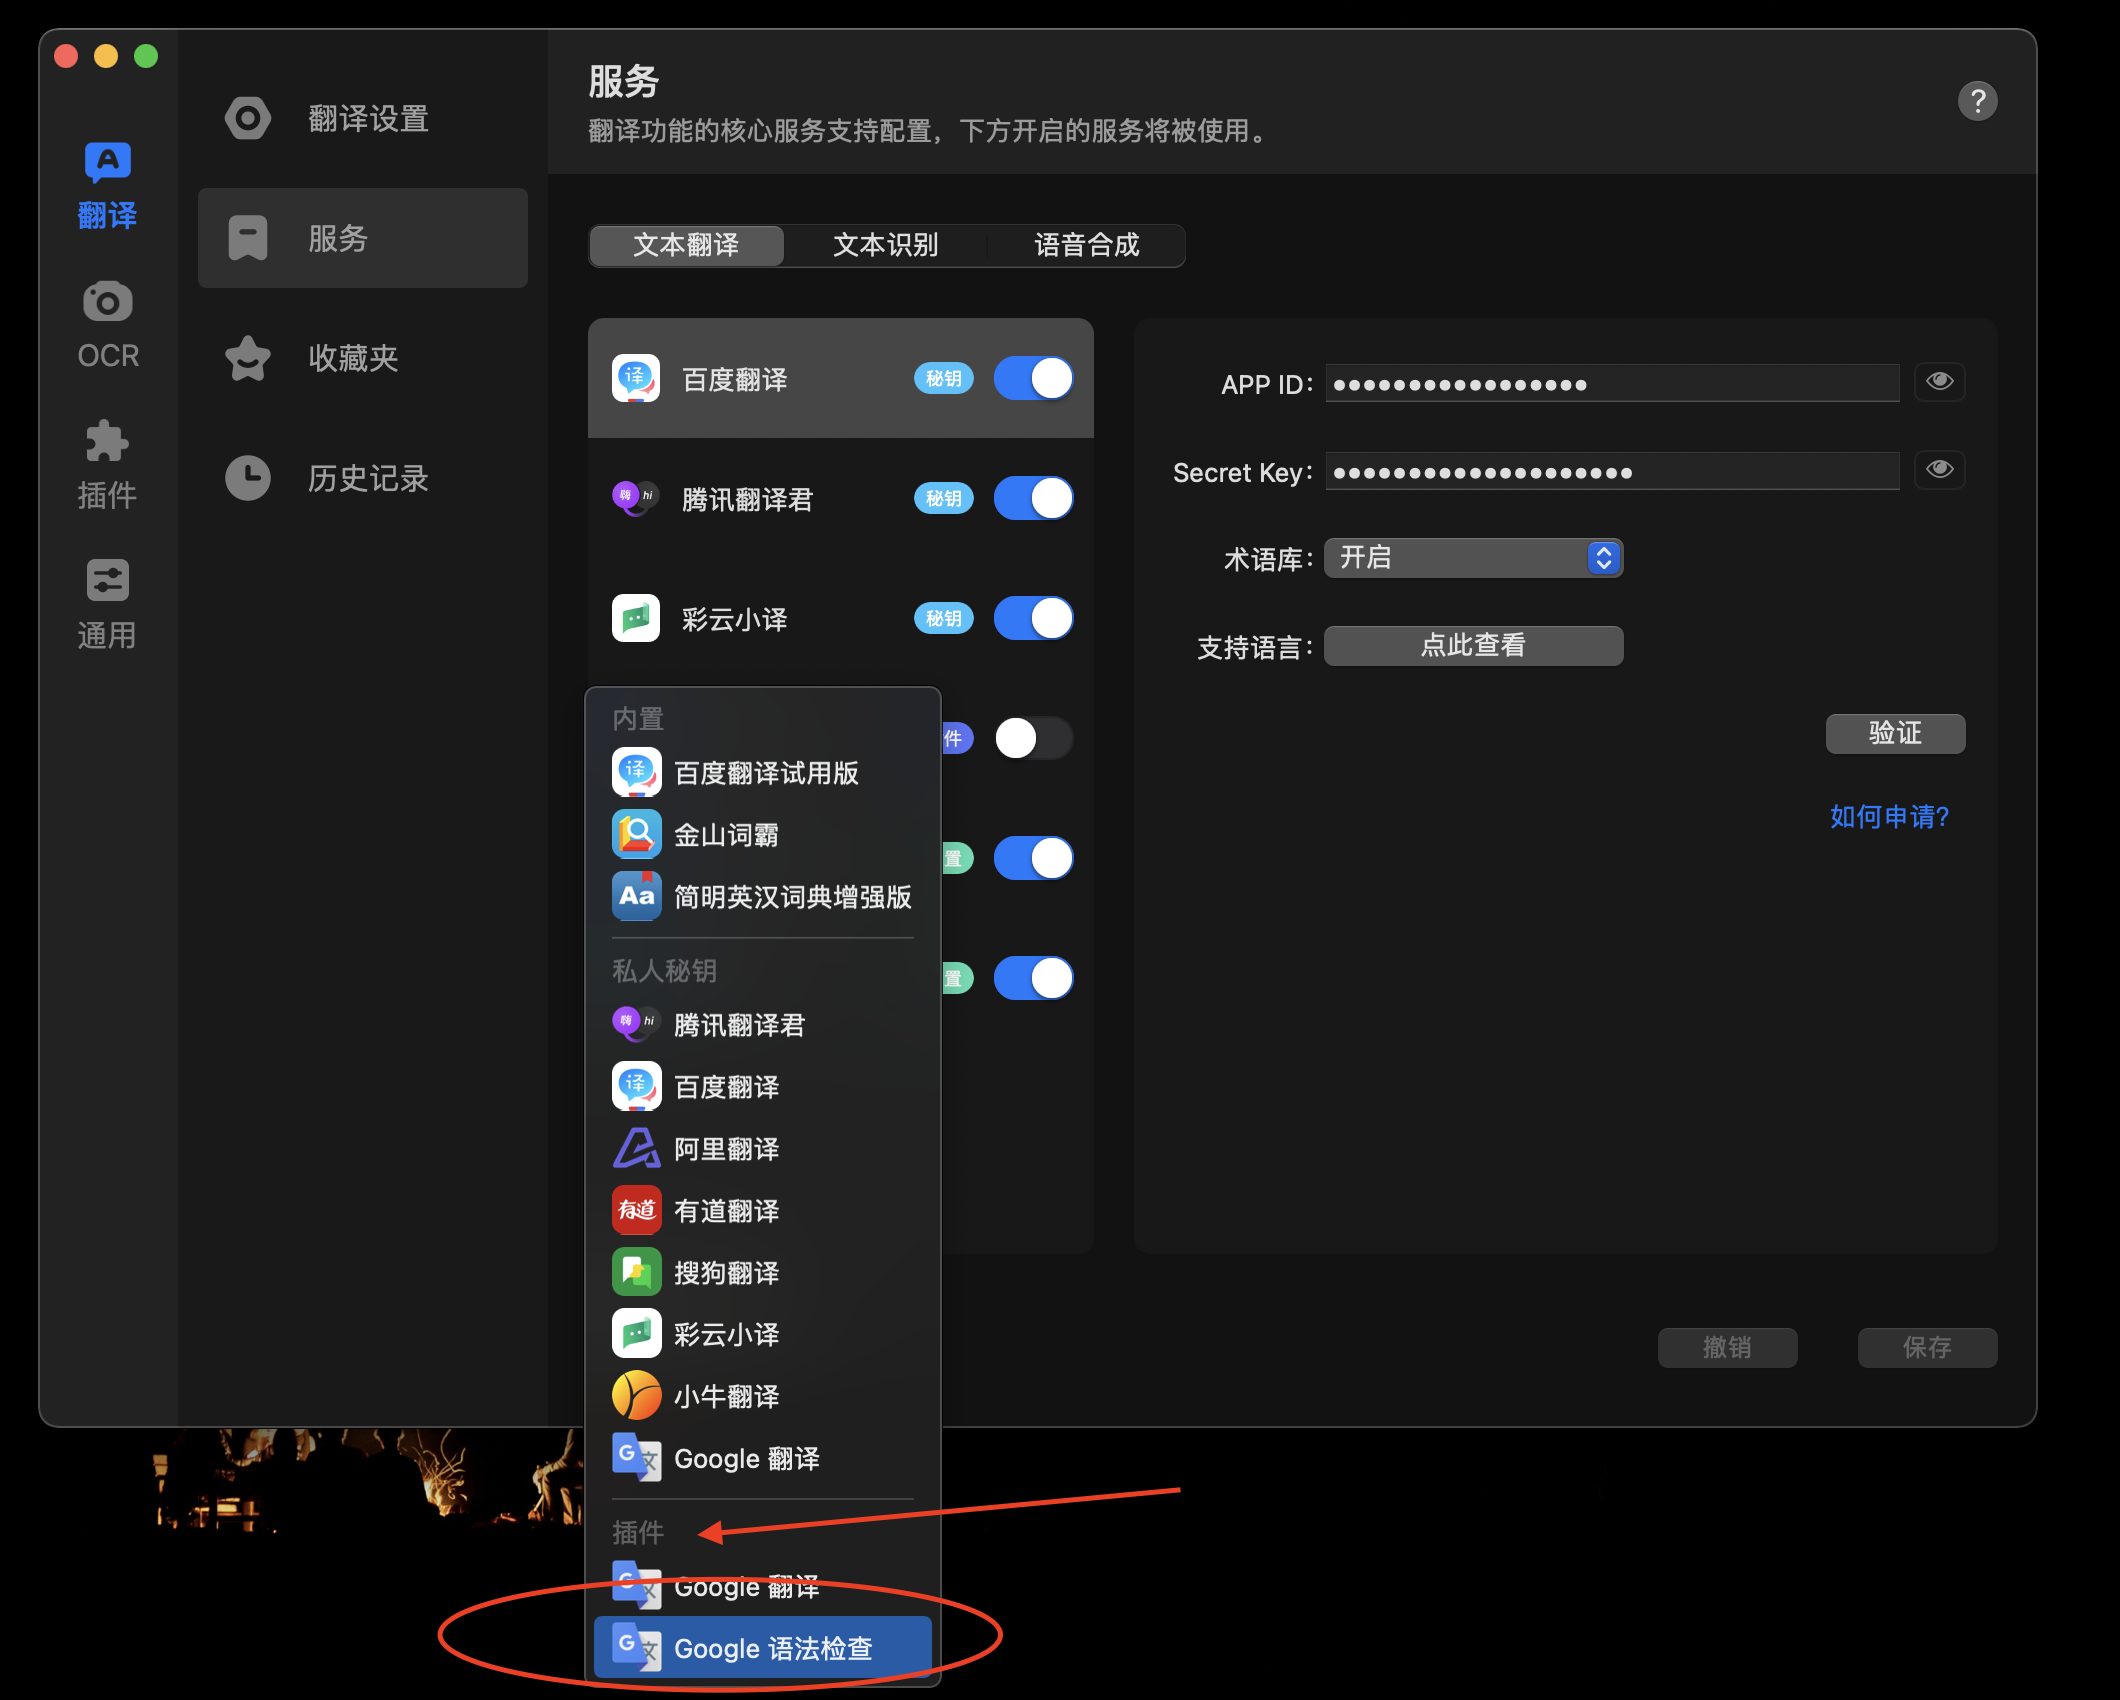 翻译
OCR
插件
通用
翻译设置
服务
收藏夹
历史记录
服务
翻译功能的核心服务支持配置，下方开启的服务将被使用。
?
文本翻译
文本识别
语音合成
百度翻译 秘钥
腾讯翻译君 秘钥
彩云小译 秘钥
件
置
置
APP ID: ●●●●●●●●●●●●●●●●●
Secret Key: ●●●●●●●●●●●●●●●●●●●●
术语库: 开启
支持语言: 点此查看
验证
如何申请?
撤销
保存
内置
百度翻译试用版
金山词霸
Aa 简明英汉词典增强版
私人秘钥
腾讯翻译君
百度翻译
阿里翻译
有道 有道翻译
搜狗翻译
彩云小译
小牛翻译
Google 翻译
插件
Google 翻译
Google 语法检查